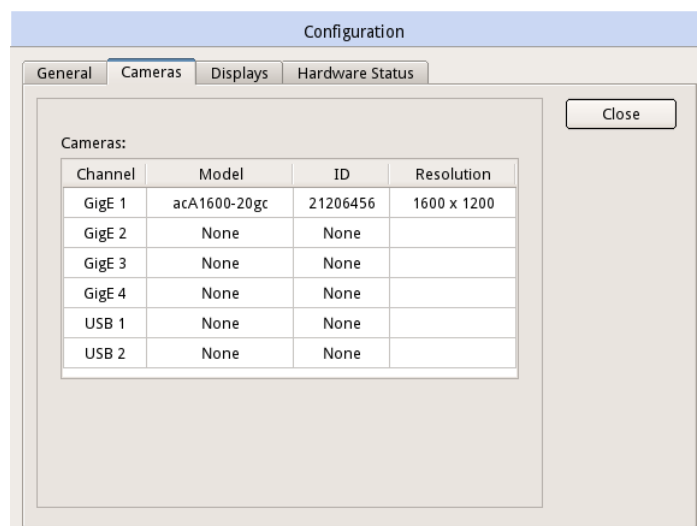 Configuration
General Cameras Displays Hardware Status
Close
Cameras:
Channel Model ID Resolution
GigE 1 acA1600-20gc 21206456 1600 x 1200
GigE 2 None None
GigE 3 None None
GigE 4 None None
USB 1 None None
USB 2 None None